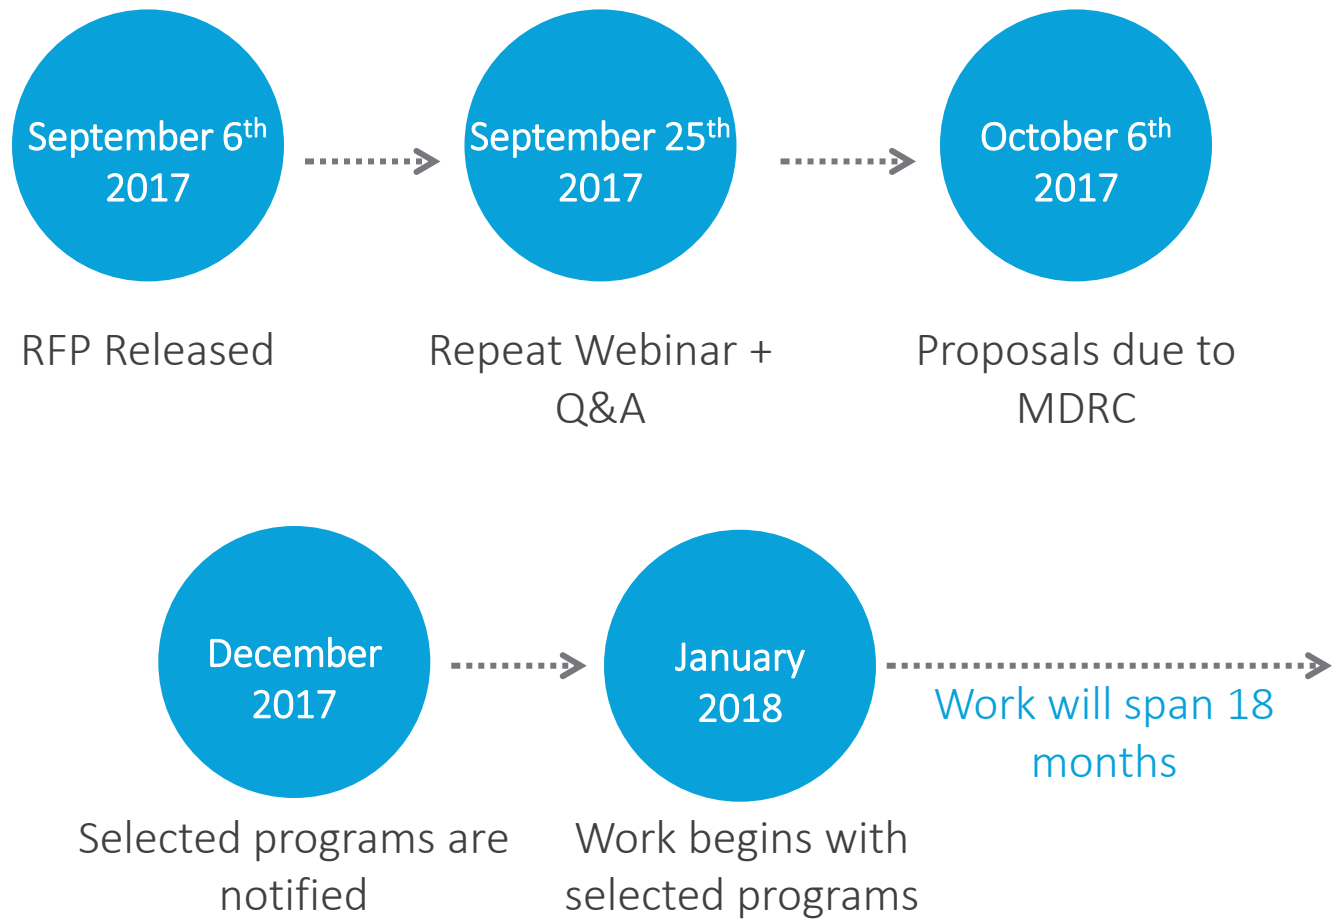 September 6th
2017
RFP Released
September 25th
2017
Repeat Webinar +
Q&A
October 6th
2017
Proposals due to
MDRC
December
2017
Selected programs are
notified
January
2018
Work begins with
selected programs
Work will span 18
months